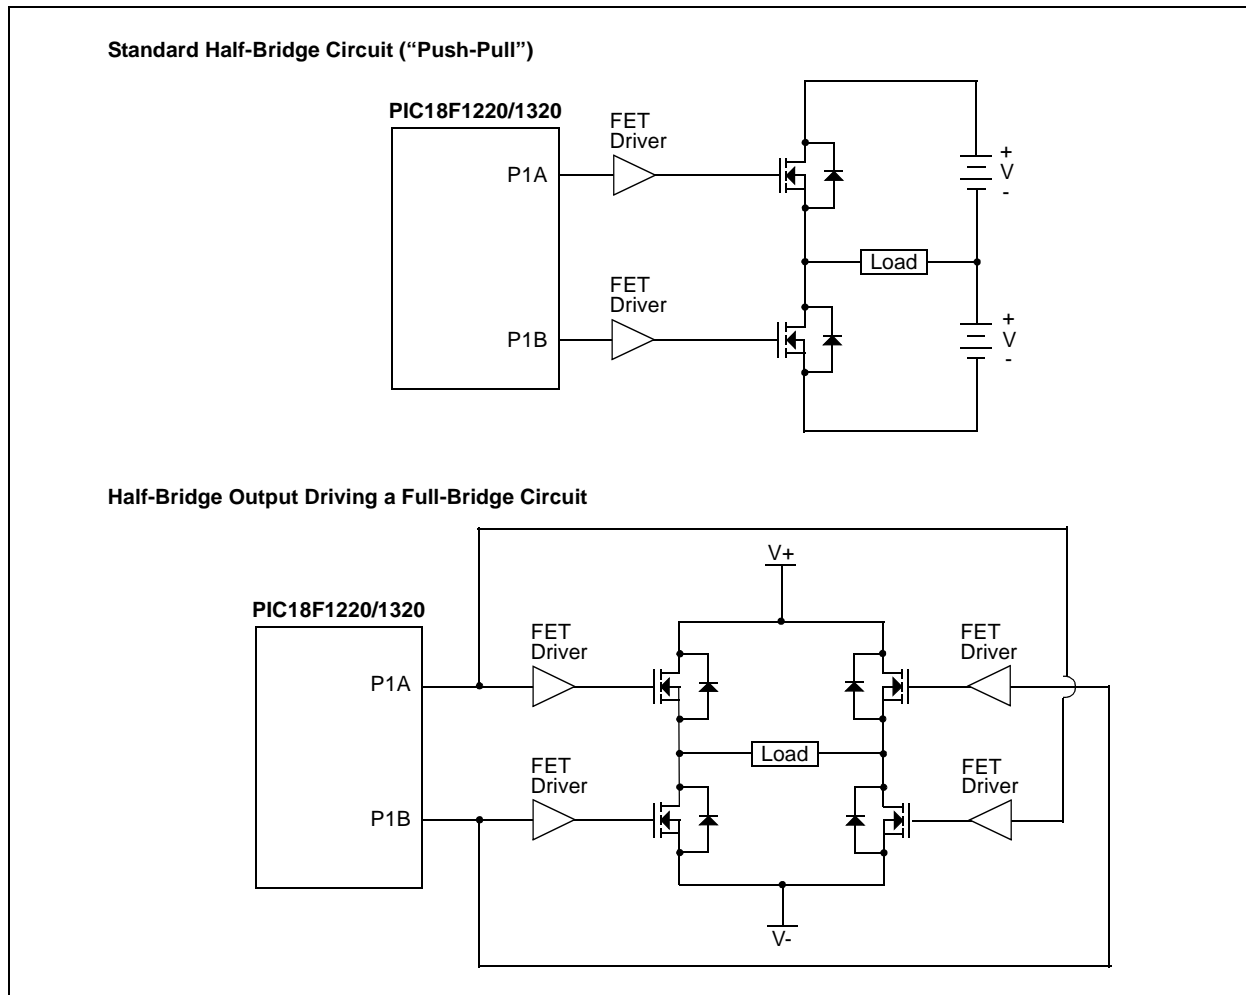 Standard Half-Bridge Circuit (“Push-Pull”)
PIC18F1220/1320
FET
Driver
P1A
+
V
-
Load
FET
Driver
P1B
+
V
-
Half-Bridge Output Driving a Full-Bridge Circuit
V+
PIC18F1220/1320
FET
Driver
FET
Driver
P1A
Load
FET
Driver
FET
Driver
P1B
V-